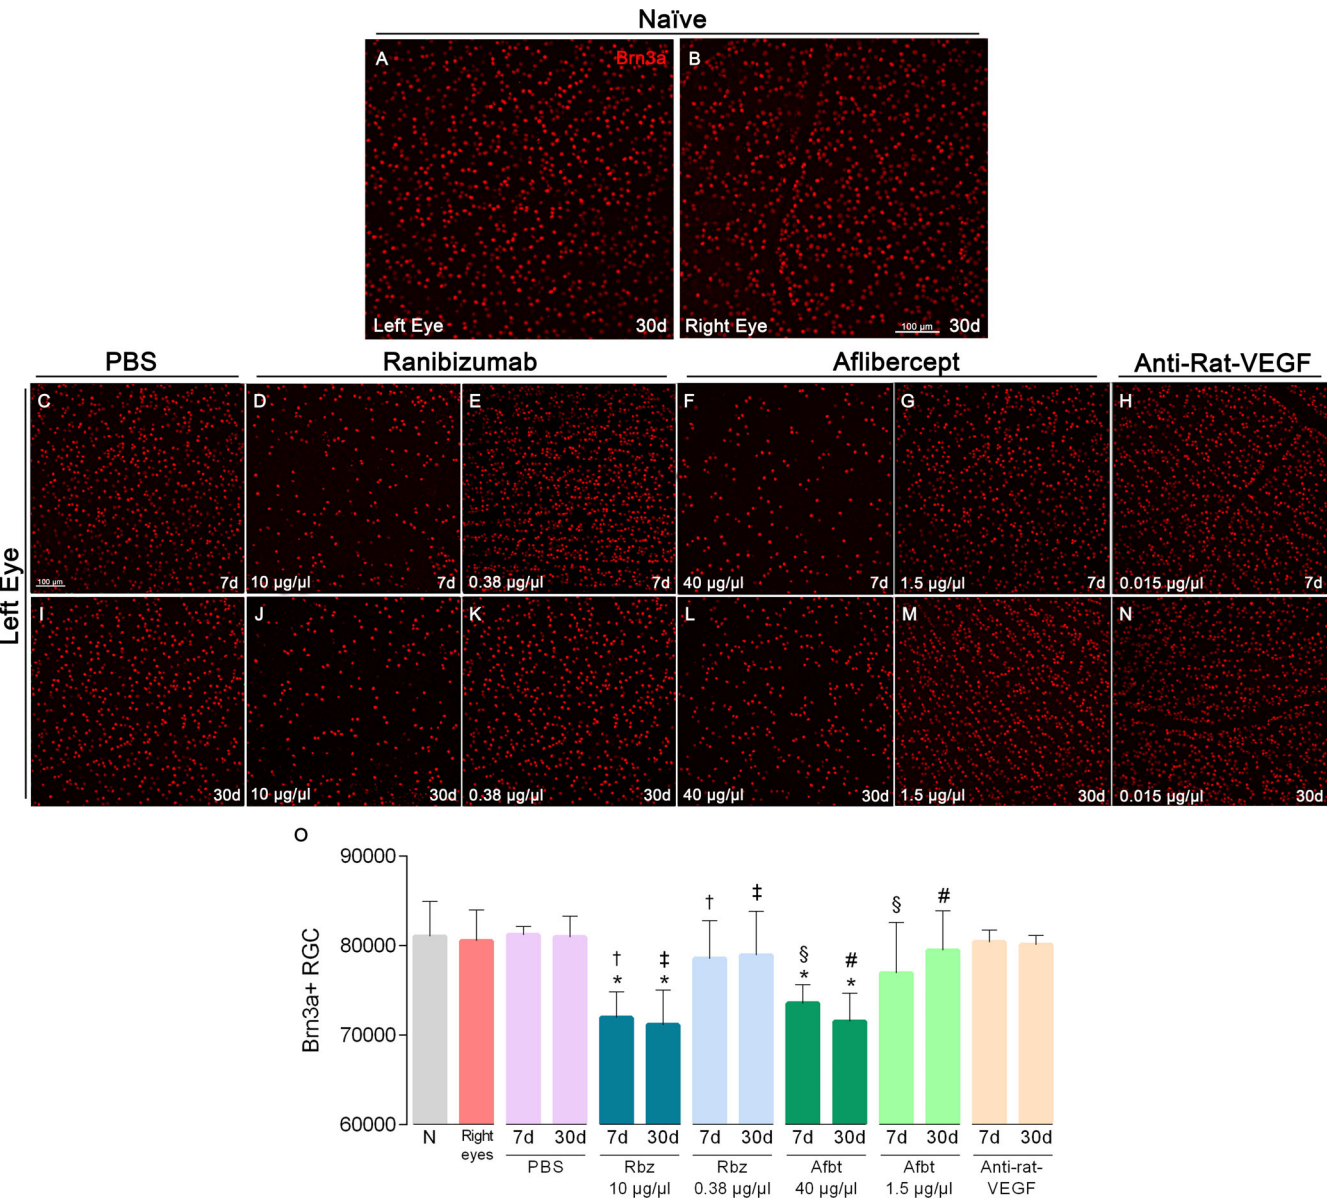 Naïve
A Brn3a B
Left Eye 30d Right Eye 100 µm 30d
PBS Ranibizumab Aflibercept Anti-Rat-VEGF
Left Eye
C D E F G H
100 µm 7d 10 µg/µl 7d 0.38 µg/µl 7d 40 µg/µl 7d 1.5 µg/µl 7d 0.015 µg/µl 7d
I J K L M N
30d 10 µg/µl 30d 0.38 µg/µl 30d 40 µg/µl 30d 1.5 µg/µl 30d 0.015 µg/µl 30d
O
Brn3a+ RGC
90000
80000
70000
60000
† ‡ † ‡ § # § #
* * * *
N Right 7d 30d 7d 30d 7d 30d 7d 30d 7d 30d 7d 30d
eyes
PBS Rbz Rbz Afbt Afbt Anti-rat-
10 µg/µl 0.38 µg/µl 40 µg/µl 1.5 µg/µl VEGF